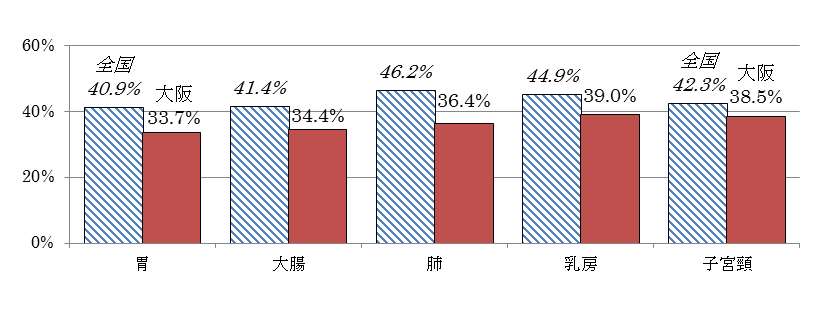 60%
40%
20%
0%
全国
40.9%
大阪
33.7%
41.4%
34.4%
46.2%
36.4%
44.9%
39.0%
全国
42.3%
大阪
38.5%
胃
大腸
肺
乳房
子宮頸